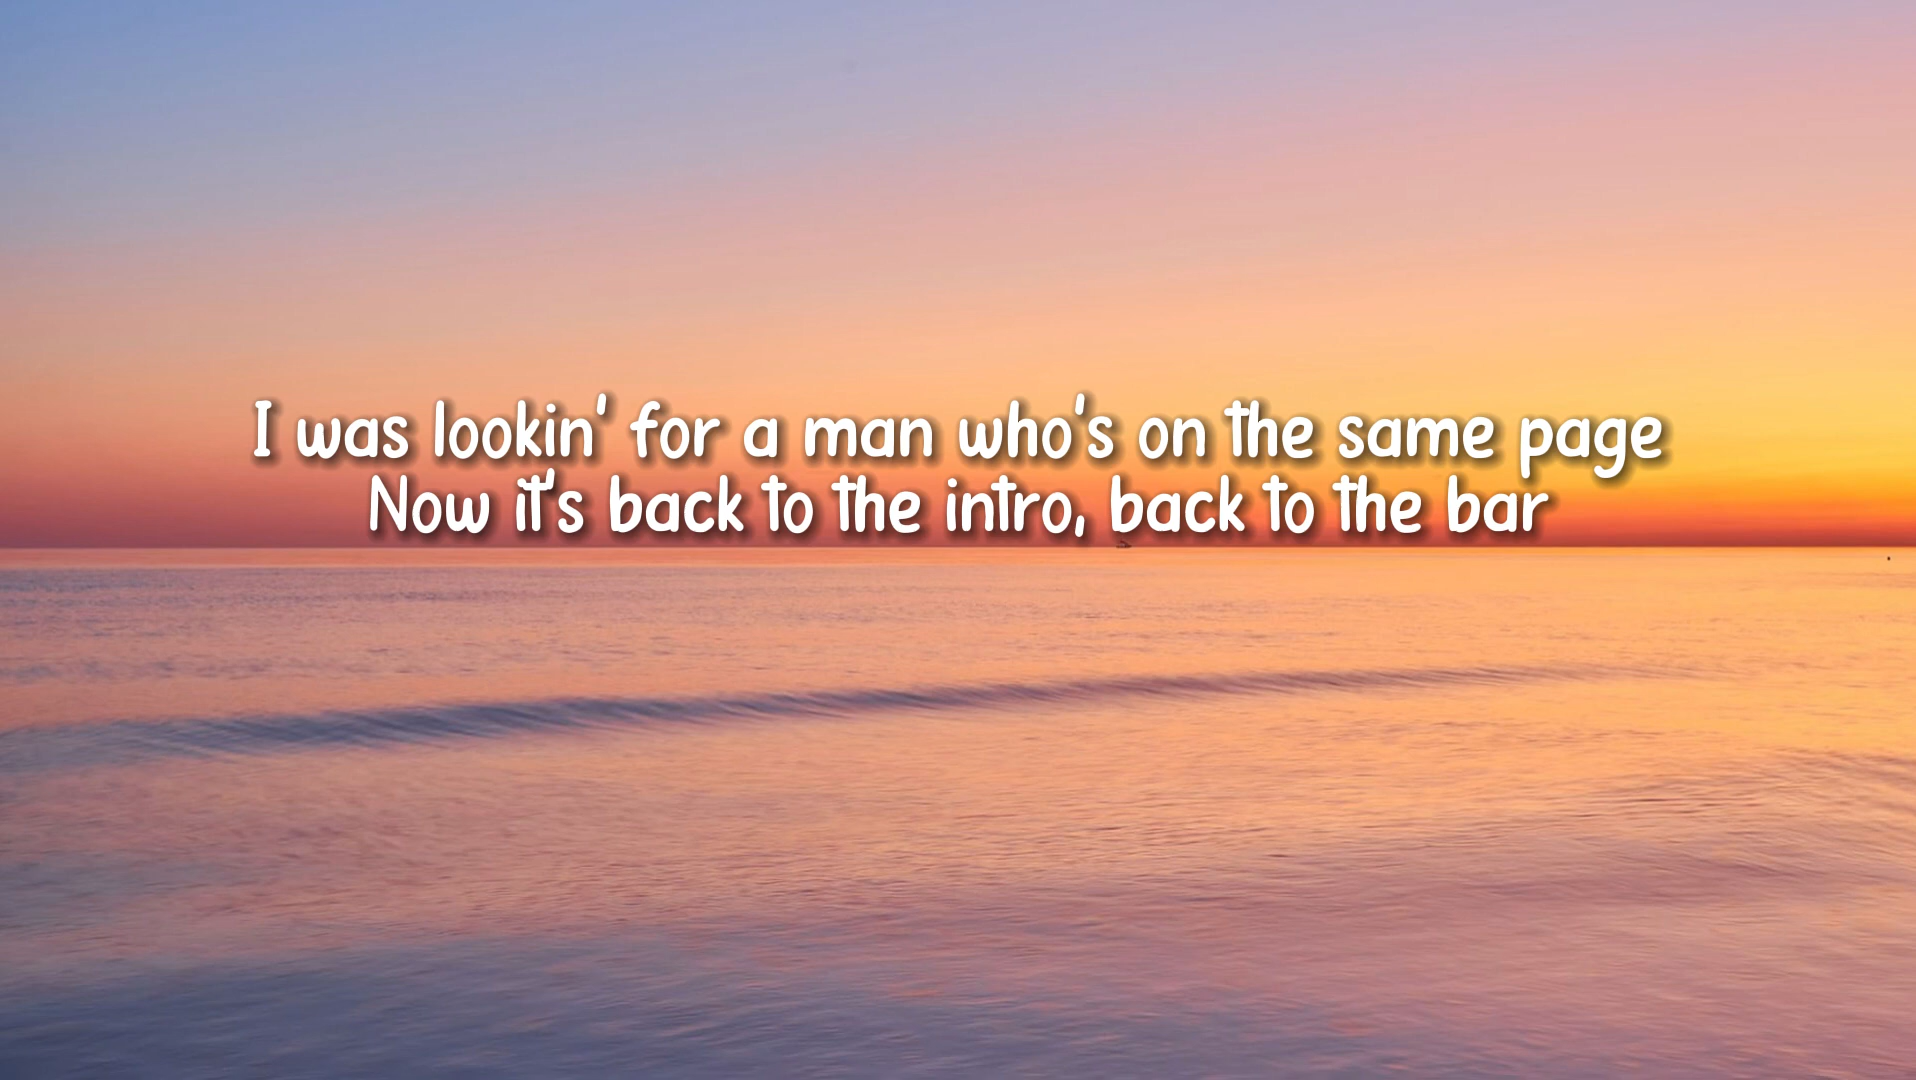 I was lookin' for a man who's on the same page
Now it's back to the intro, back to the bar